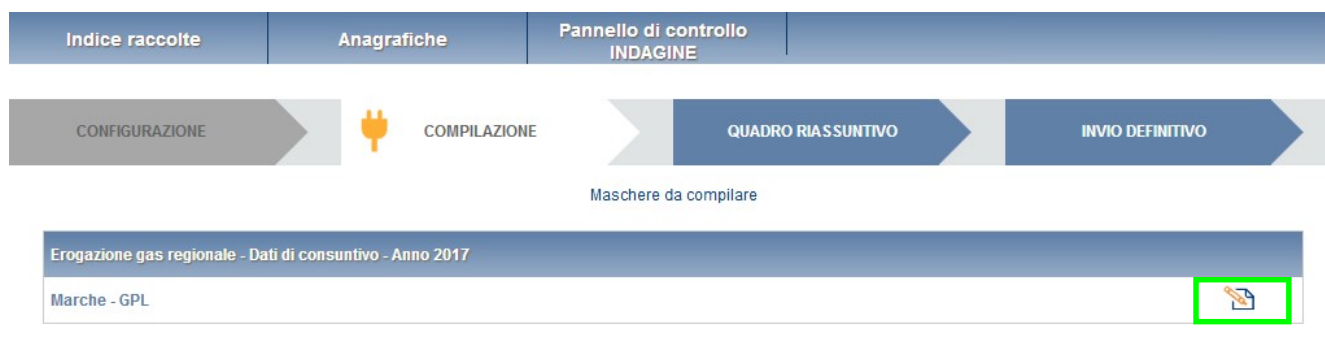 Indice raccolte
Anagrafiche
Pannello di controllo
INDAGINE
CONFIGURAZIONE
COMPILAZIONE
QUADRO RIASSUNTIVO
INVIO DEFINITIVO
Maschere da compilare
Erogazione gas regionale - Dati di consuntivo - Anno 2017
Marche - GPL